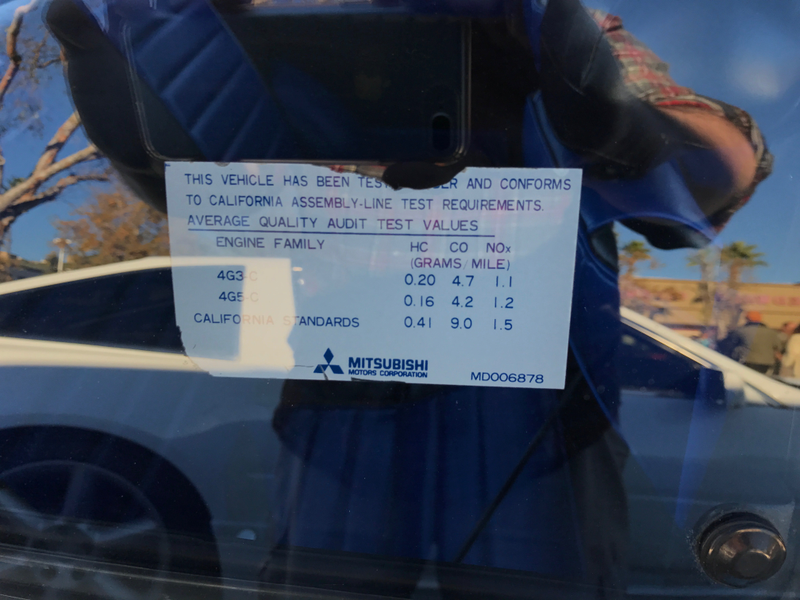 THIS VEHICLE HAS BEEN AND CONFORMS
TO CALIFORNIA ASSEMBLY-LINE TEST REQUIREMENTS.
AVERAGE QUALITY AUDIT TEST VALUES
ENGINE FAMILY HC CO NOx
(GRAMS/MILE)
4G3-C 0.20 4.7 1.1
4G5-C 0.16 4.2 1.2
CALIFORNIA STANDARDS 0.41 9.0 1.5
MITSUBISHI
MOTORS CORPORATION
MD006878